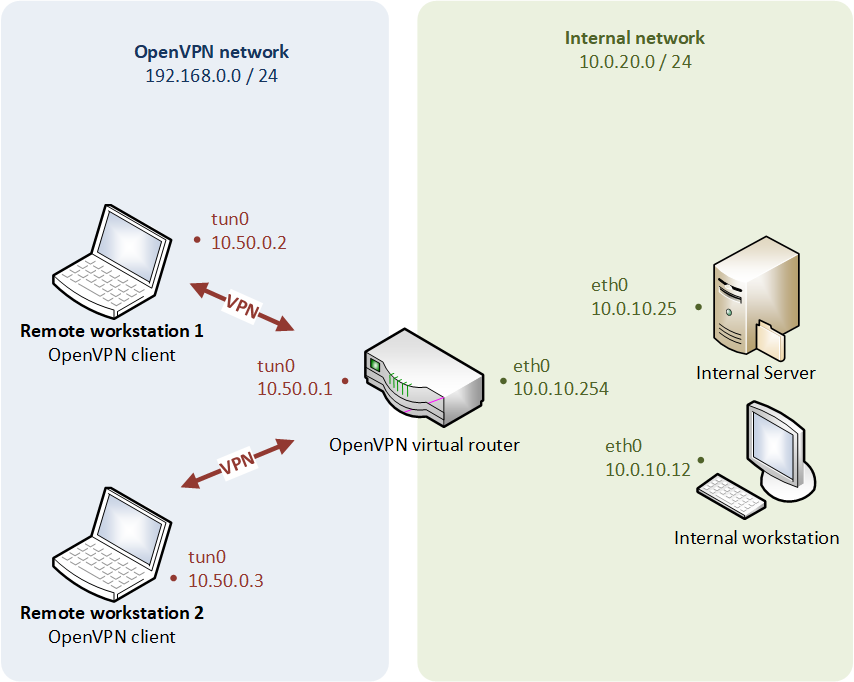 OpenVPN network
192.168.0.0 / 24
Internal network
10.0.20.0 / 24
tun0
10.50.0.2
VPN
Remote workstation 1
OpenVPN client
tun0
10.50.0.1
OpenVPN virtual router
eth0
10.0.10.254
eth0
10.0.10.25
Internal Server
eth0
10.0.10.12
Internal workstation
VPN
tun0
10.50.0.3
Remote workstation 2
OpenVPN client